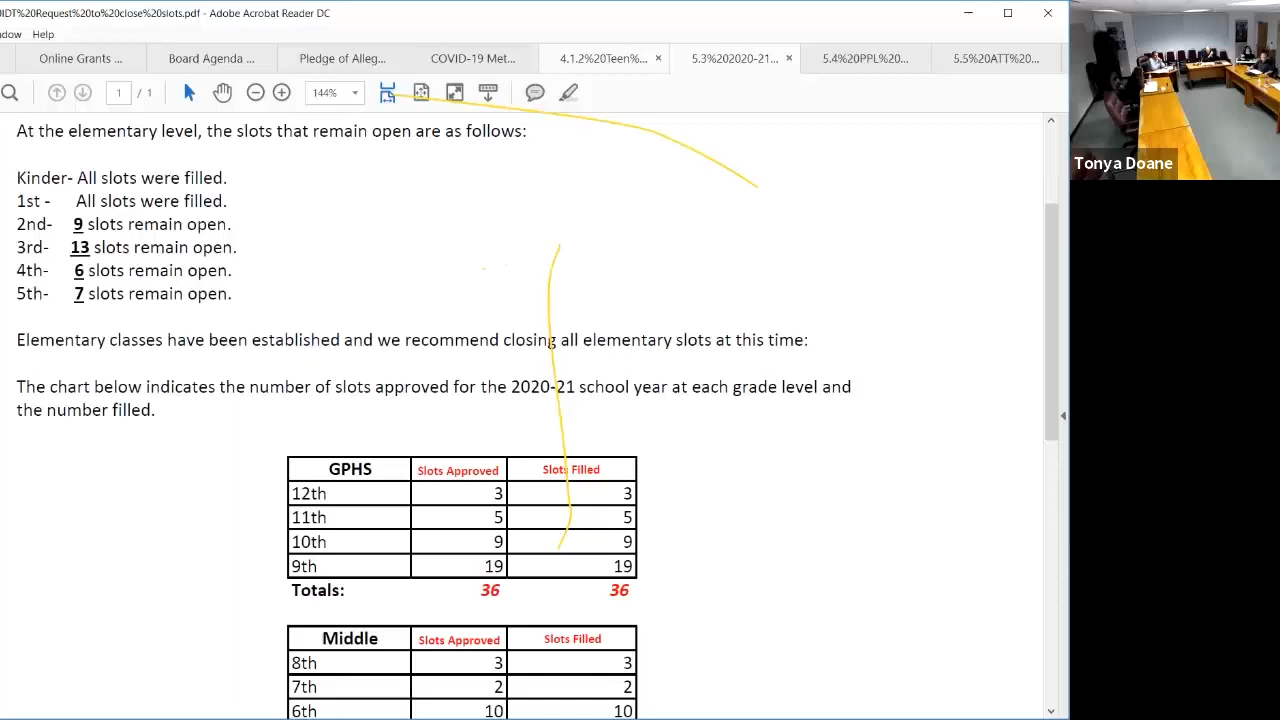 IDT%20Request%20to%20close%20slots.pdf - Adobe Acrobat Reader DC
dow Help
Online Grants ... Board Agenda ... Pledge of Alleg... COVID-19 Met... 4.1.2%20Teen%... × 5.3%202020-21... × 5.4%20PPL%20... 5.5%20ATT%20...
1 / 1 144%
At the elementary level, the slots that remain open are as follows:
Kinder- All slots were filled.
1st - All slots were filled.
2nd- 9 slots remain open.
3rd- 13 slots remain open.
4th- 6 slots remain open.
5th- 7 slots remain open.
Elementary classes have been established and we recommend closing all elementary slots at this time:
The chart below indicates the number of slots approved for the 2020-21 school year at each grade level and
the number filled.
GPHS Slots Approved Slots Filled
12th 3 3
11th 5 5
10th 9 9
9th 19 19
Totals: 36 36
Middle Slots Approved Slots Filled
8th 3 3
7th 2 2
6th 10 10
Tonya Doane